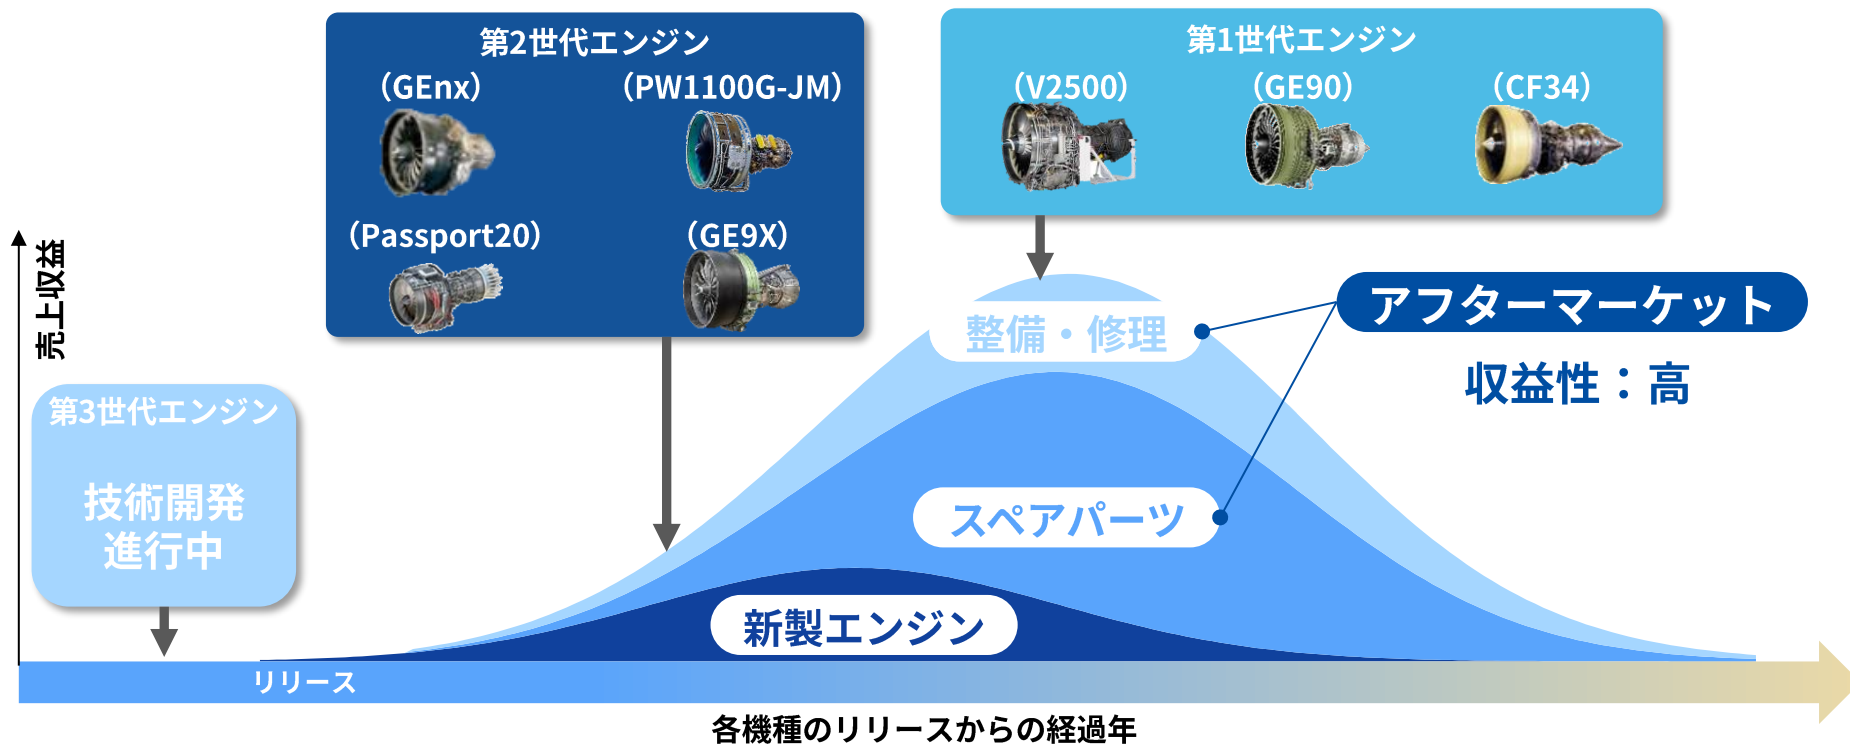 第2世代エンジン
（GEnx）
（PW1100G-JM）
（Passport20）
（GE9X）
第1世代エンジン
（V2500）
（GE90）
（CF34）
売上収益
第3世代エンジン
技術開発
進行中
整備・修理
アフターマーケット
収益性：高
スペアパーツ
新製エンジン
リリース
各機種のリリースからの経過年